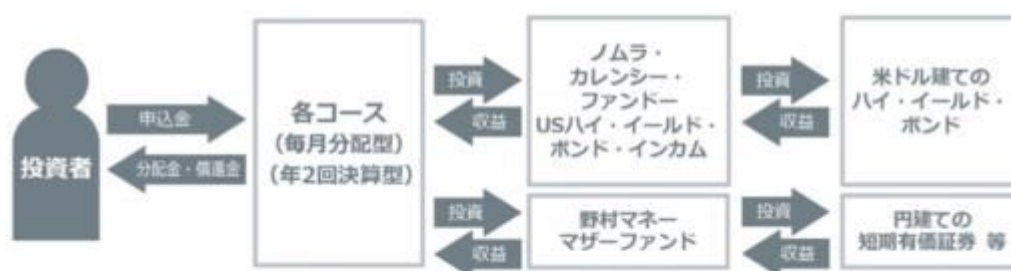 投資者
申込金
分配金・償還金
各コース
(毎月分配型)
(年2回決算型)
投資
収益
ノムラ・
カレンシー・
ファンドー
USハイ・イールド・
ボンド・インカム
投資
収益
米ドル建ての
ハイ・イールド・
ボンド
投資
収益
野村マネー
マザーファンド
投資
収益
円建ての
短期有価証券 等